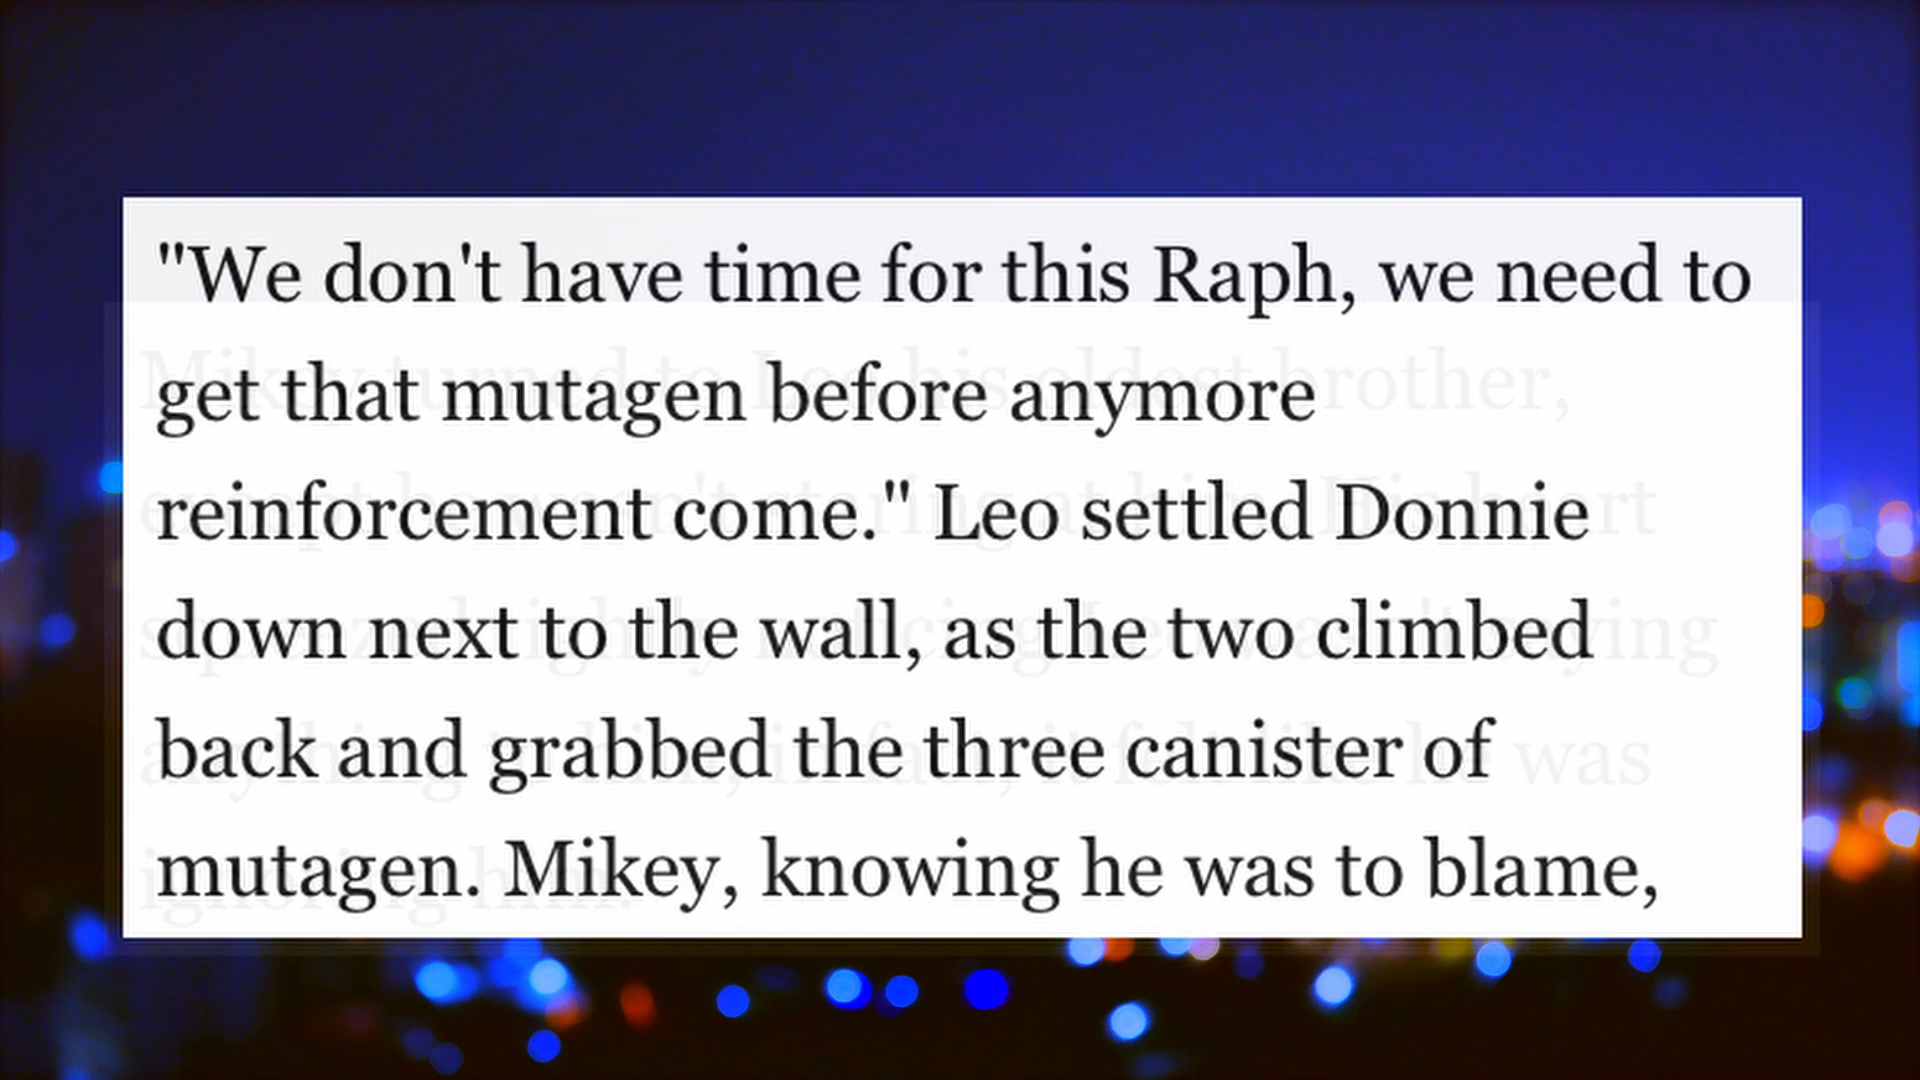 "We don't have time for this Raph, we need to
get that mutagen before anymore
reinforcement come." Leo settled Donnie
down next to the wall, as the two climbed
back and grabbed the three canister of
mutagen. Mikey, knowing he was to blame,